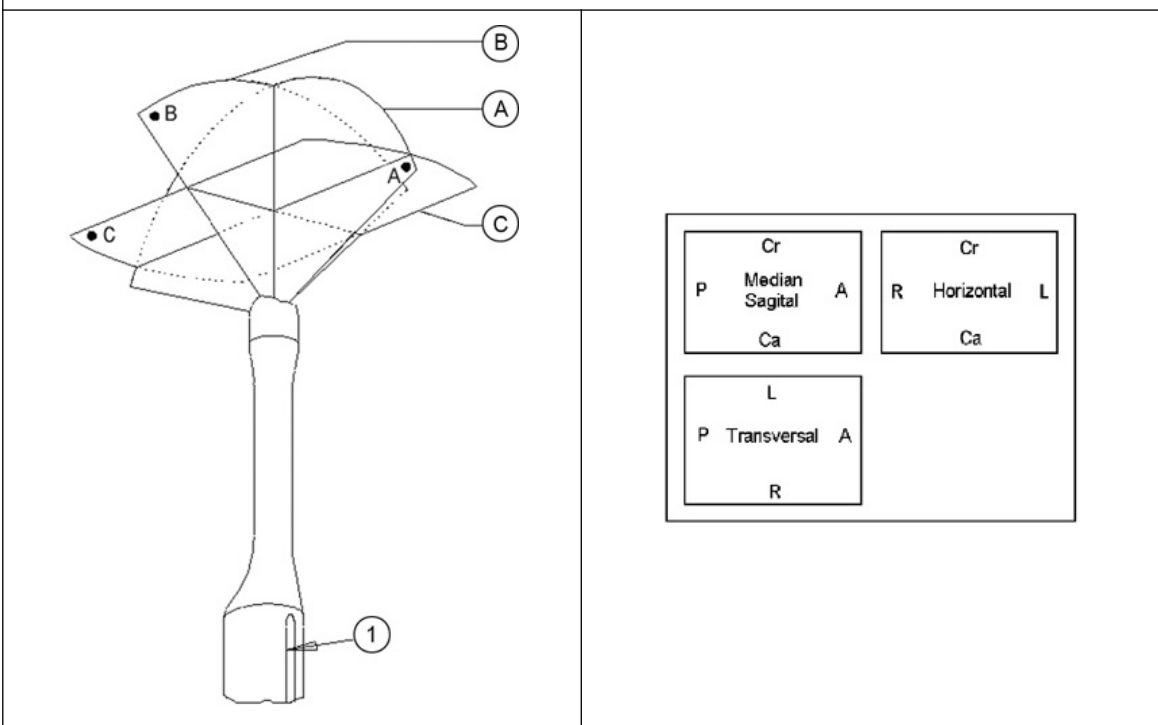 B
A
B
A
C
C
1
Cr
P Median Sagital A
Ca
Cr
R Horizontal L
Ca
L
P Transversal A
R